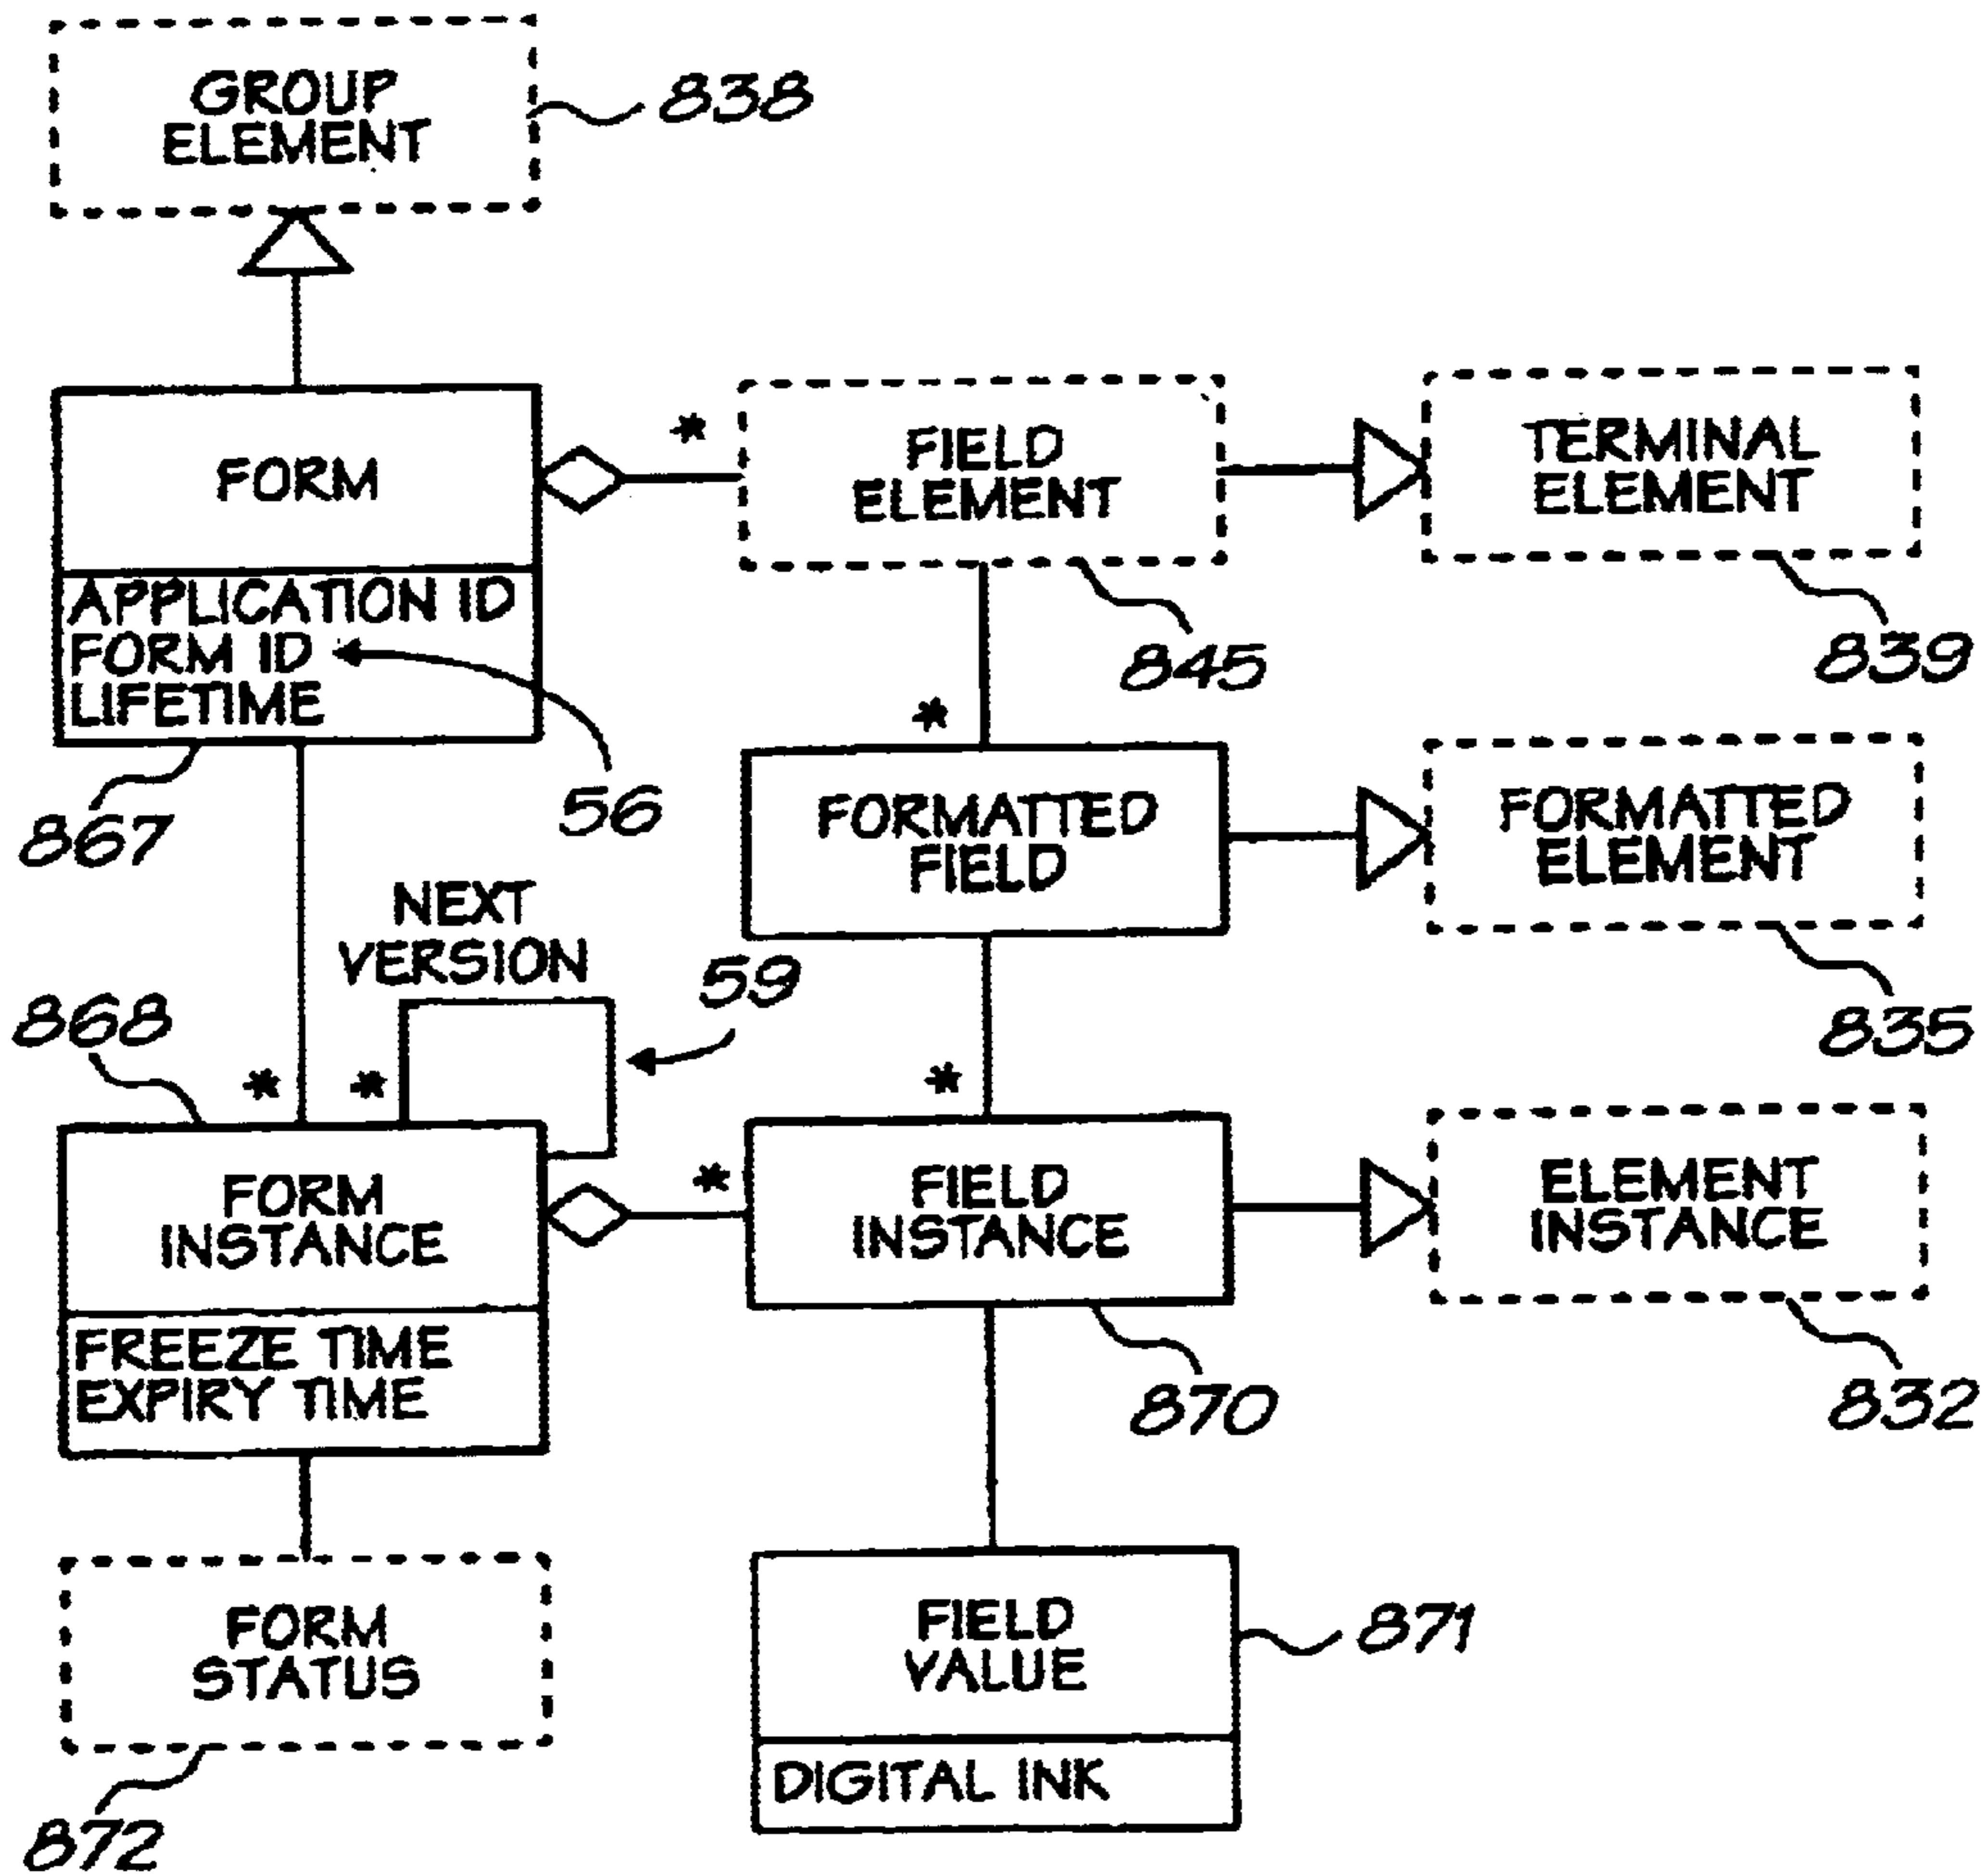 GROUP
ELEMENT
838
FORM
*
FIELD
ELEMENT
TERMINAL
ELEMENT
APPLICATION ID
FORM ID
LIFETIME
845
839
*
867
56
FORMATTED
FIELD
FORMATTED
ELEMENT
NEXT
VERSION
59
868
835
*
*
*
FORM
INSTANCE
*
FIELD
INSTANCE
ELEMENT
INSTANCE
FREEZE TIME
EXPIRY TIME
870
832
FORM
STATUS
FIELD
VALUE
871
DIGITAL INK
872